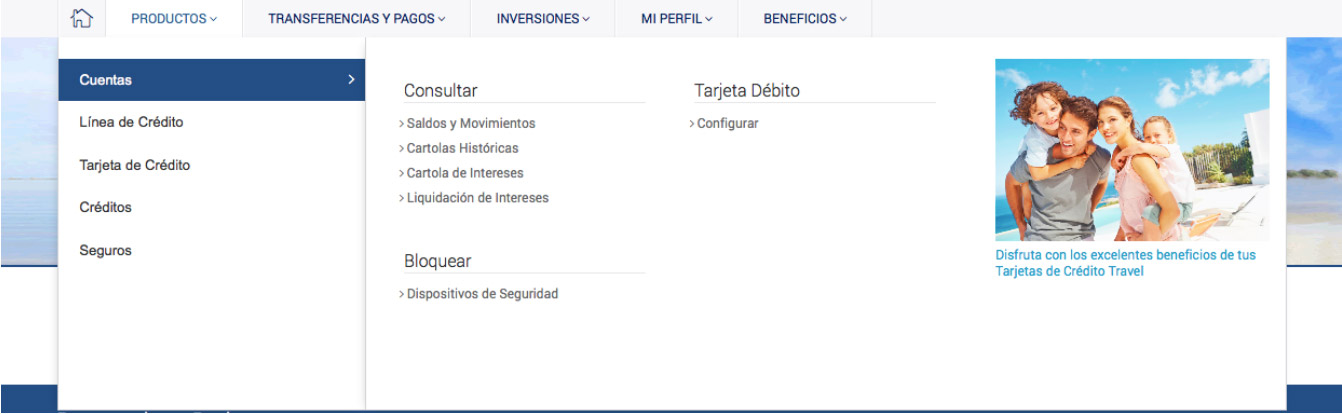 PRODUCTOS
TRANSFERENCIAS Y PAGOS
INVERSIONES
MI PERFIL
BENEFICIOS
Cuentas
Línea de Crédito
Tarjeta de Crédito
Créditos
Seguros
Consultar
Saldos y Movimientos
Cartolas Históricas
Cartola de Intereses
Liquidación de Intereses
Bloquear
Dispositivos de Seguridad
Tarjeta Débito
Configurar
Disfruta con los excelentes beneficios de tus
Tarjetas de Crédito Travel